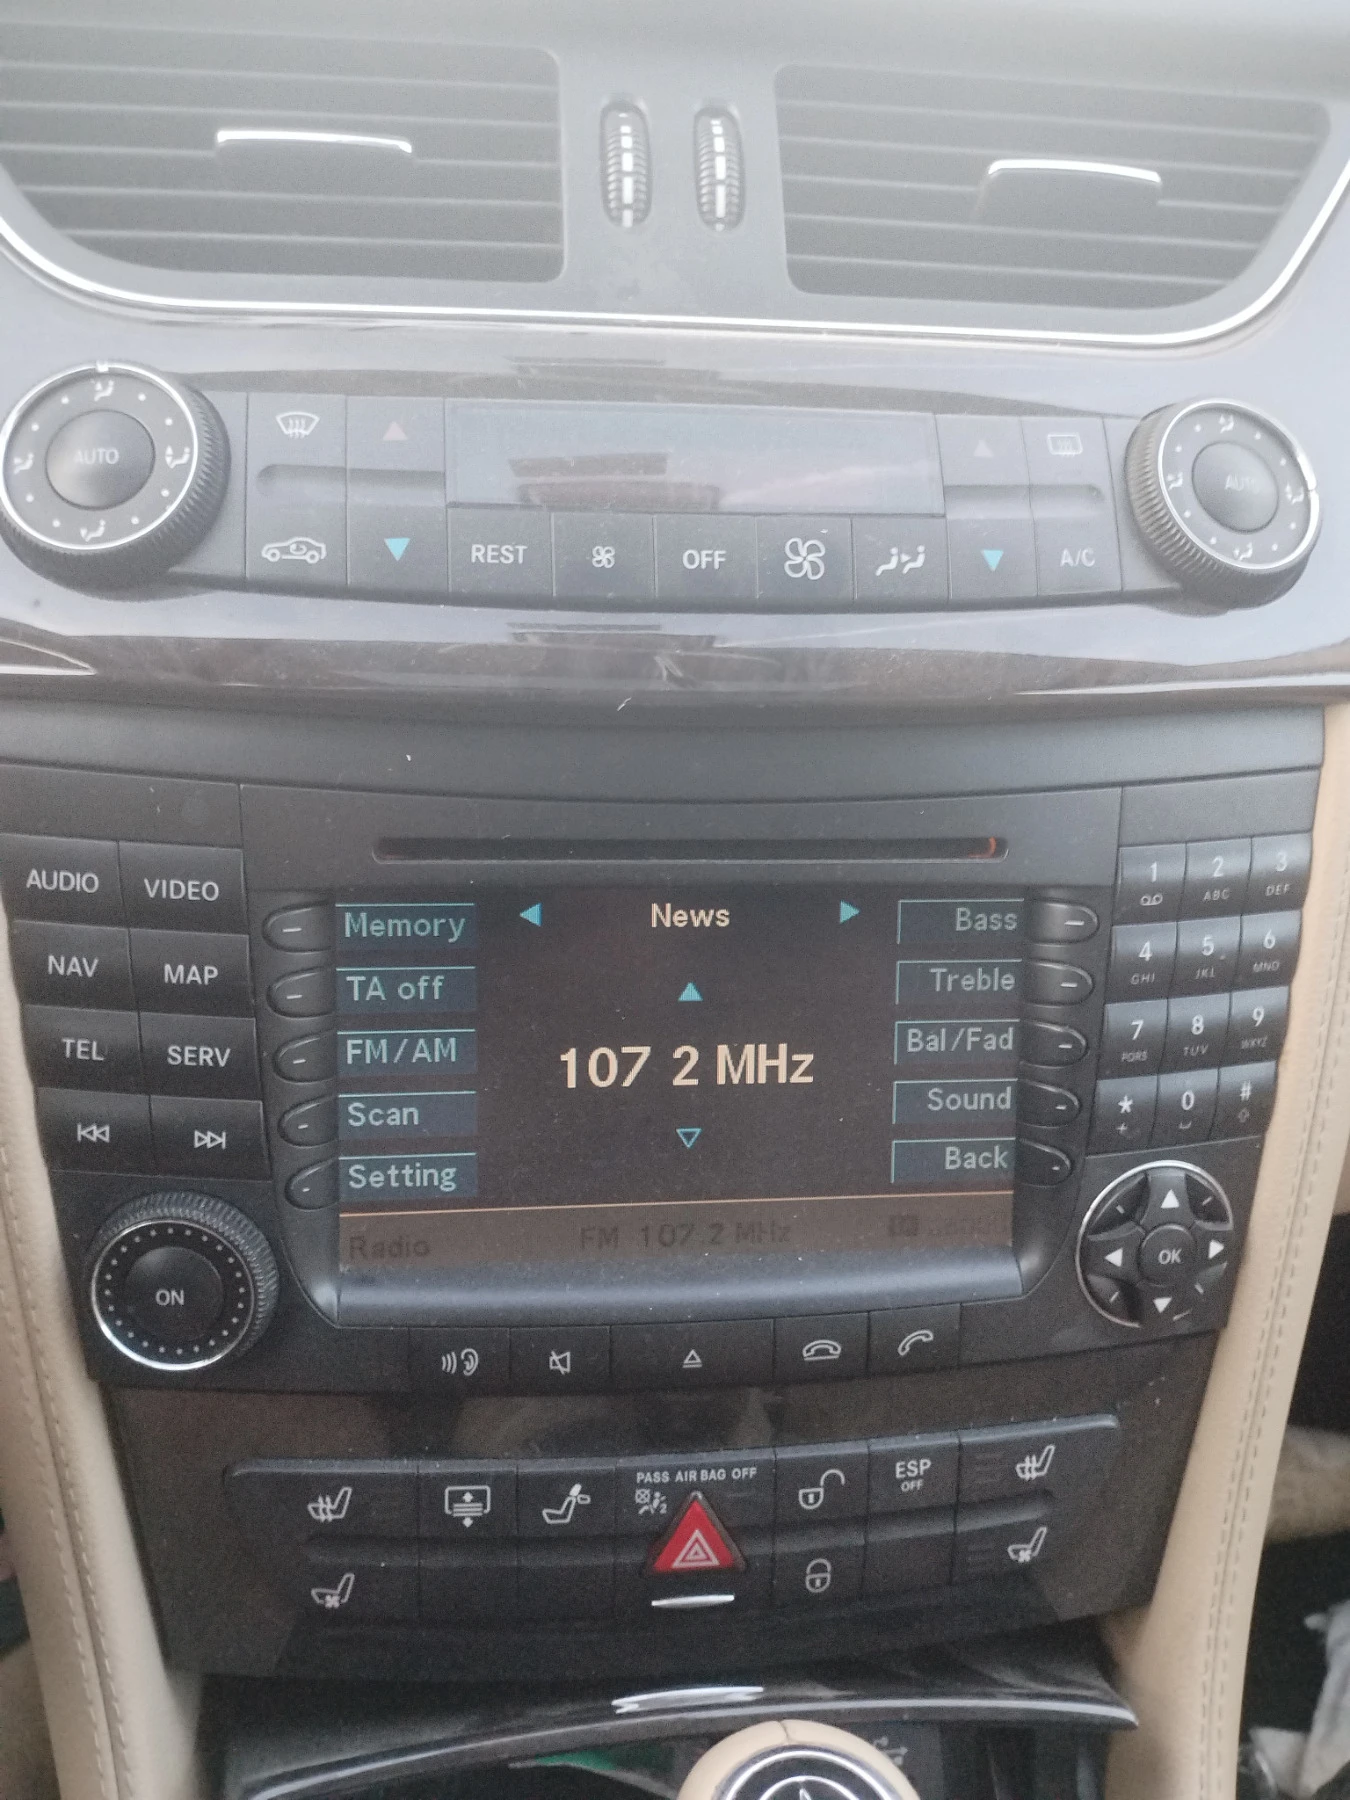 AUTO
AUTO
REST
OFF
A/C
AUDIO
VIDEO
NAV
MAP
TEL
SERV
ON
Memory
TA off
FM/AM
Scan
Setting
News
107 2 MHz
Bass
Treble
Bal/Fad
Sound
Back
Radio
FM 107.2 MHz
1
2 ABC
3 DEF
4 GHI
5 JKL
6 MNO
7 PQRS
8 TUV
9 WXYZ
* +
0
#
OK
PASS AIR BAG OFF
2
ESP
OFF